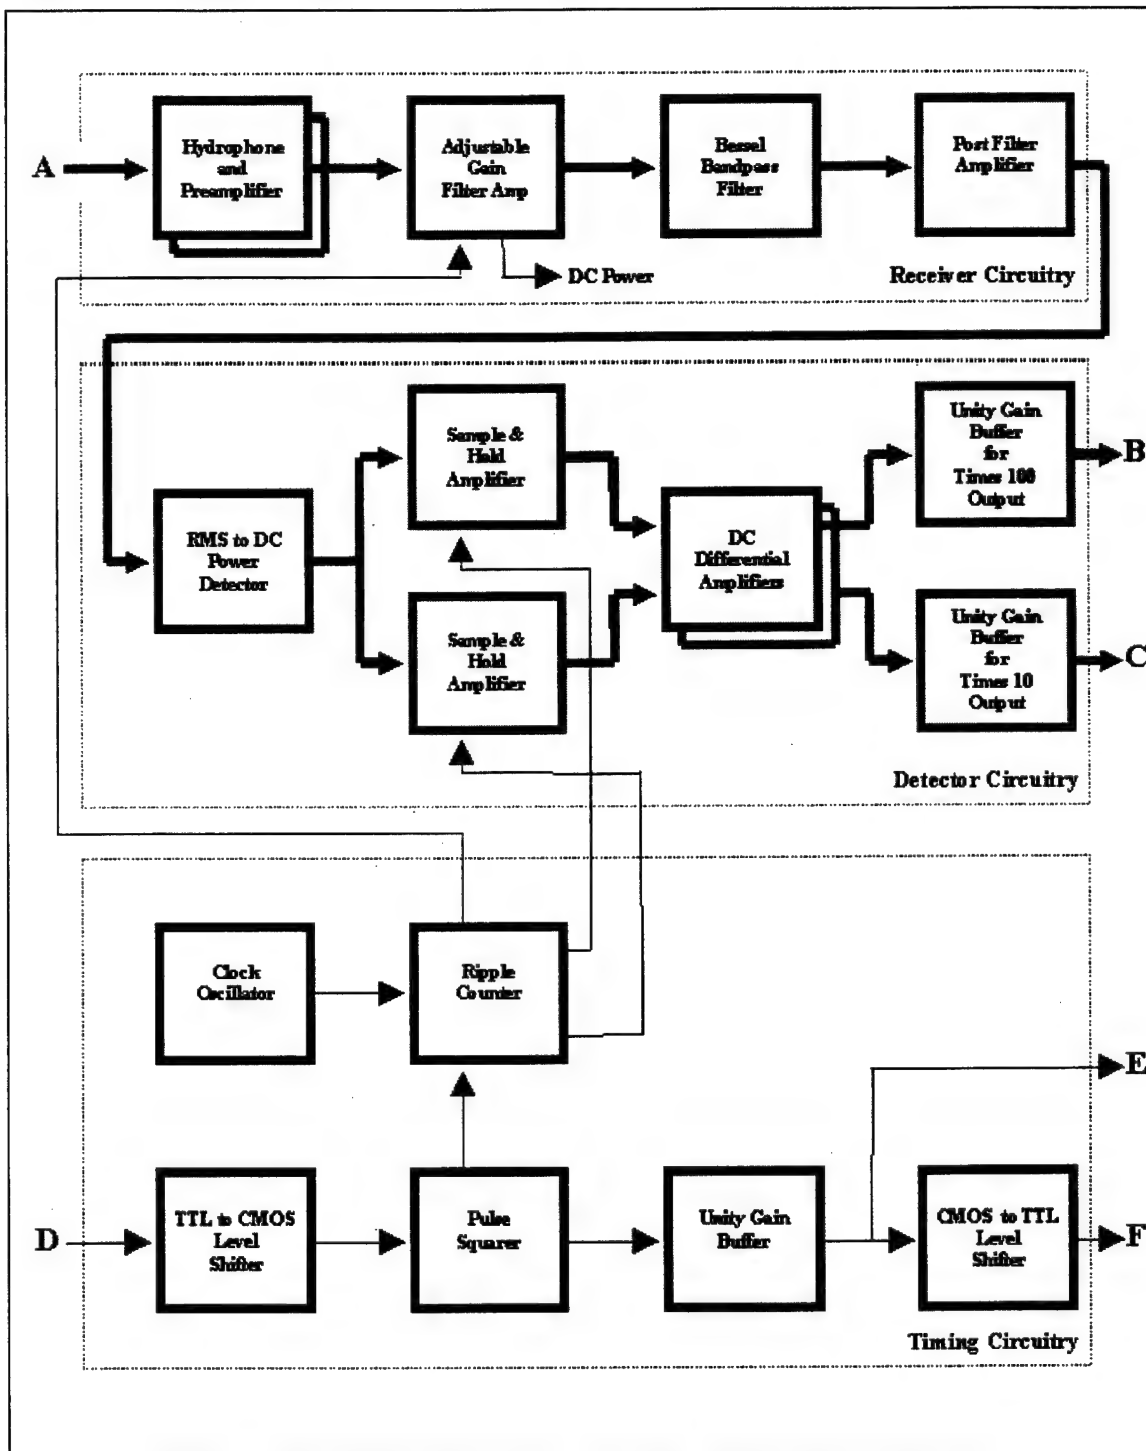 A
Hydrophone
and
Preamplifier
Adjustable
Gain
Filter Amp
Bessel
Bandpass
Filter
Post Filter
Amplifier
DC Power
Receiver Circuitry
RMS to DC
Power
Detector
Sample &
Hold
Amplifier
Sample &
Hold
Amplifier
DC
Differential
Amplifiers
Unity Gain
Buffer
for
Times 100
Output
B
Unity Gain
Buffer
for
Times 10
Output
C
Detector Circuitry
Clock
Oscillator
Ripple
Counter
E
D
TTL to CMOS
Level
Shifter
Pulse
Squarer
Unity Gain
Buffer
CMOS to TTL
Level
Shifter
F
Timing Circuitry